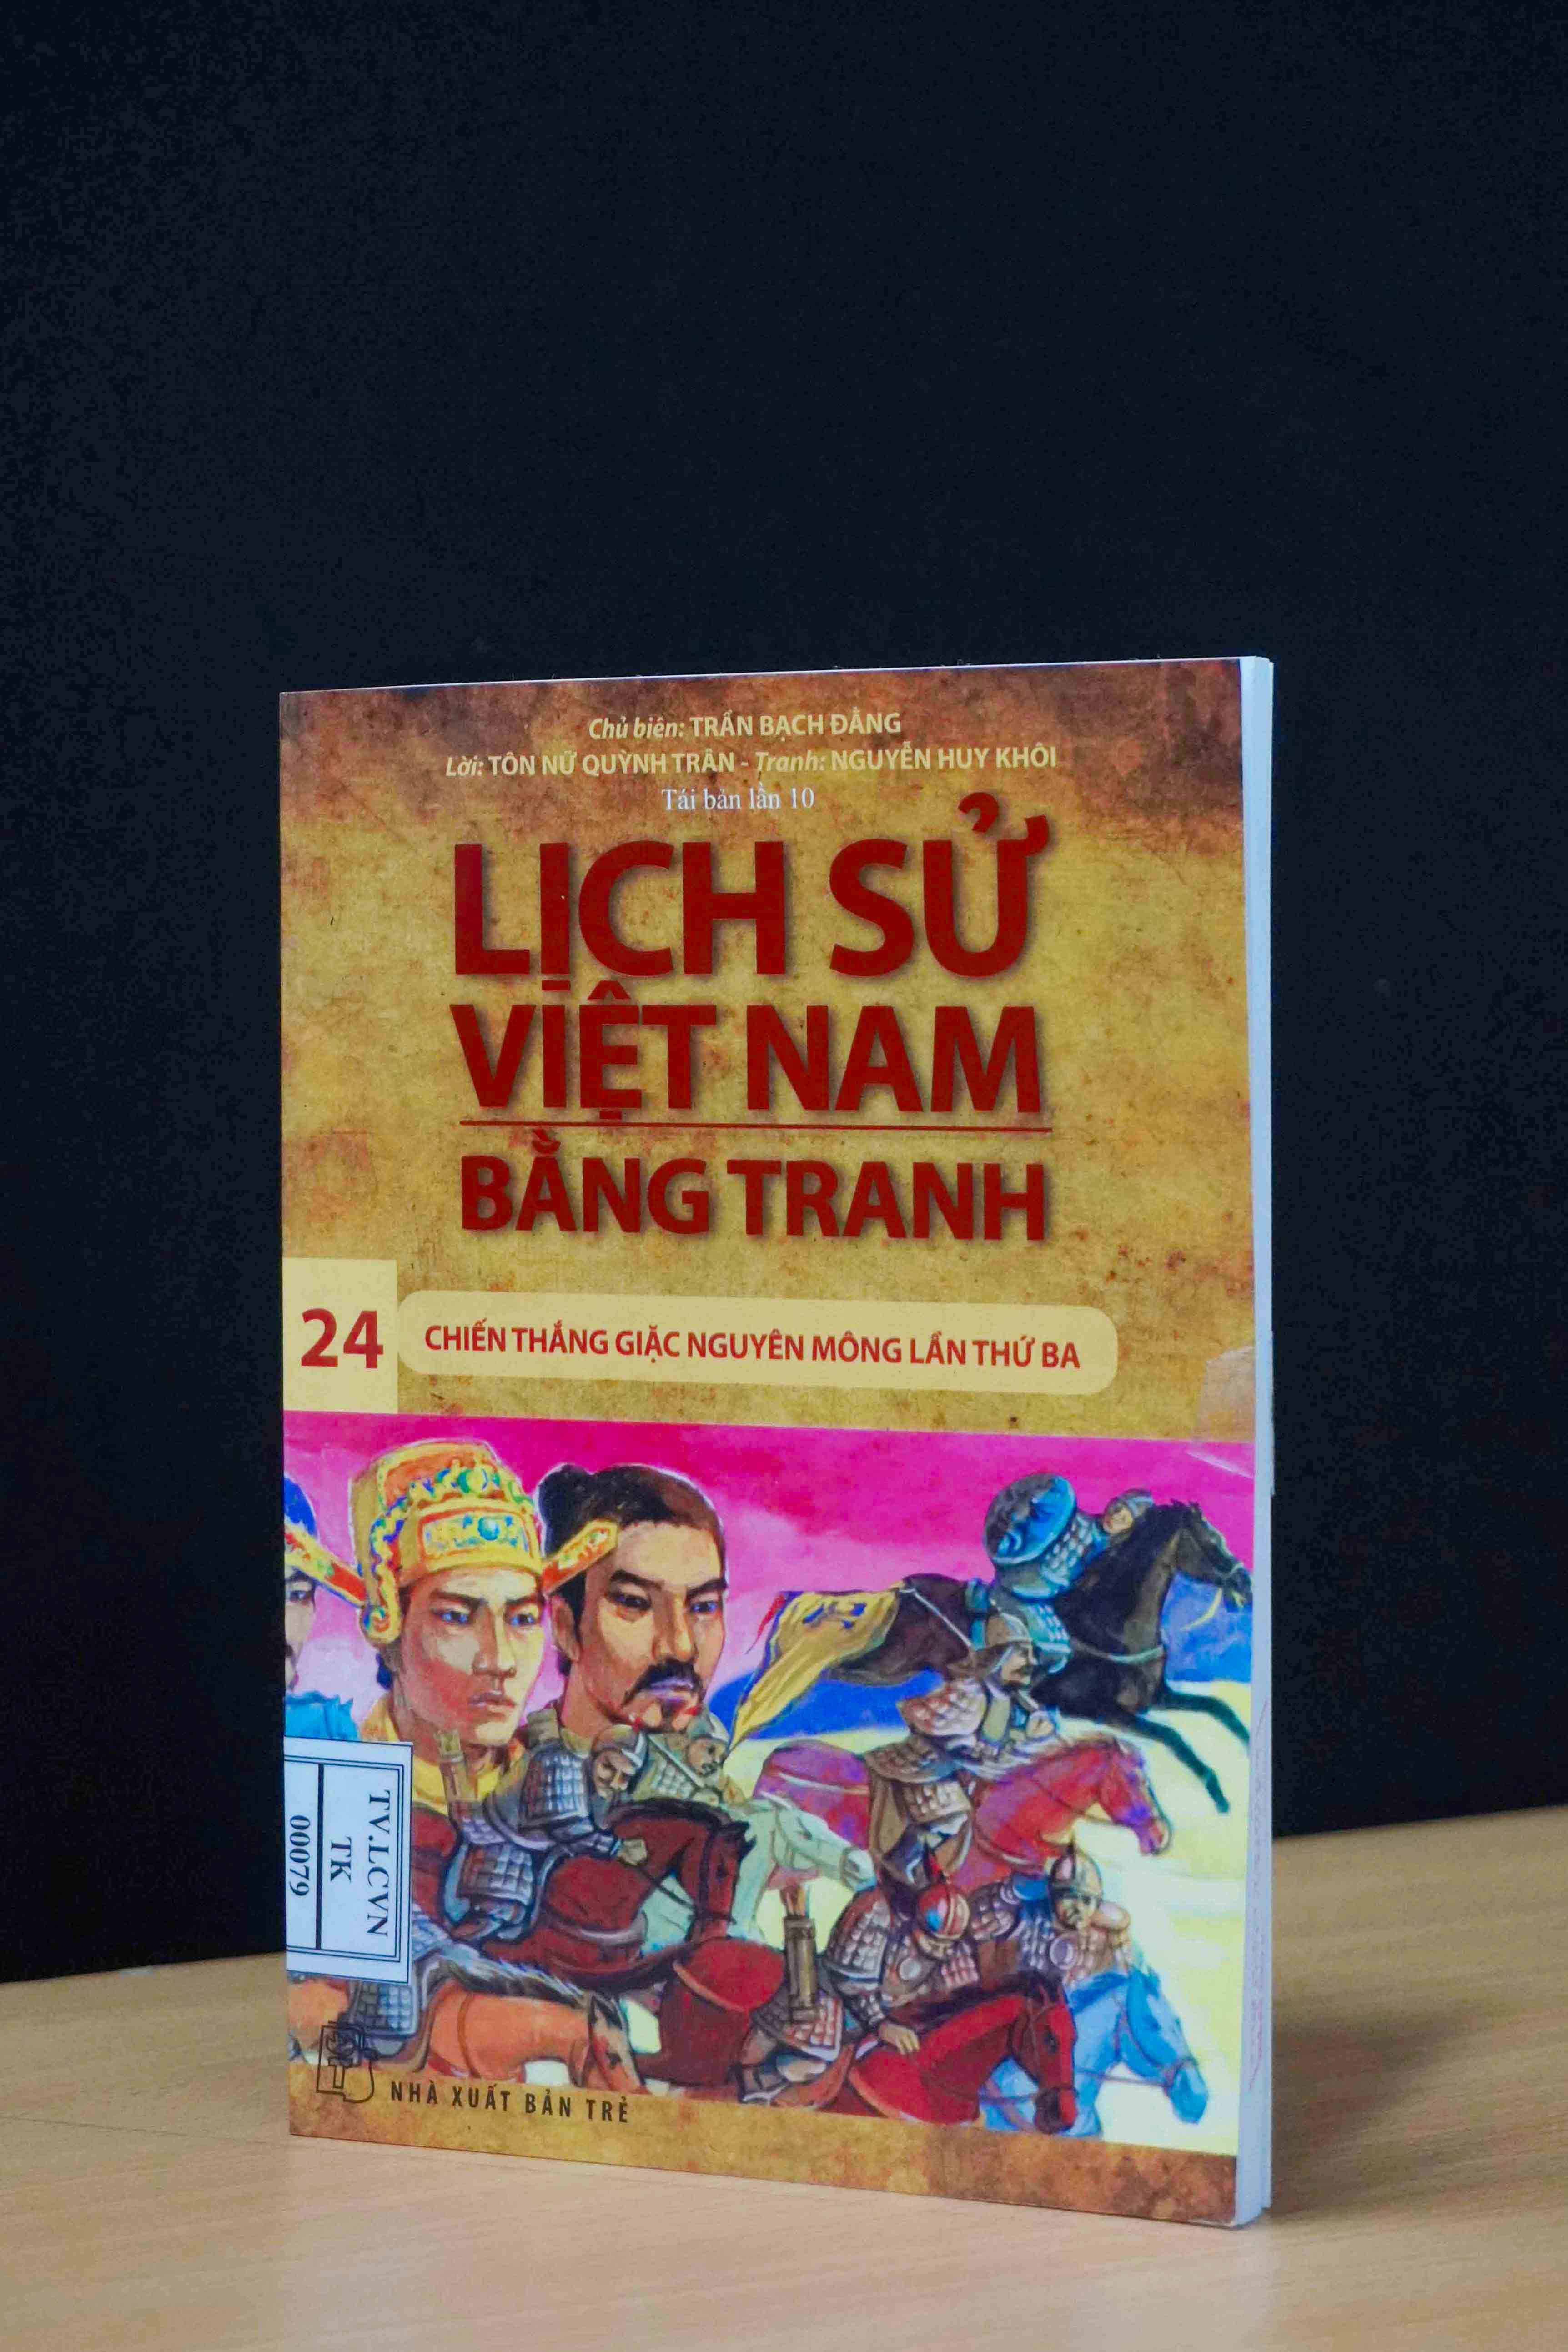 Chủ biên: TRẦN BẠCH ĐẰNG
Lời: TÔN NỮ QUỲNH TRÂN - Tranh: NGUYỄN HUY KHÔI
Tái bản lần 10
LỊCH SỬ
VIỆT NAM
BẰNG TRANH
24
CHIẾN THẮNG GIẶC NGUYÊN MÔNG LẦN THỨ BA
TV.LCVN
TK
00079
NHÀ XUẤT BẢN TRẺ